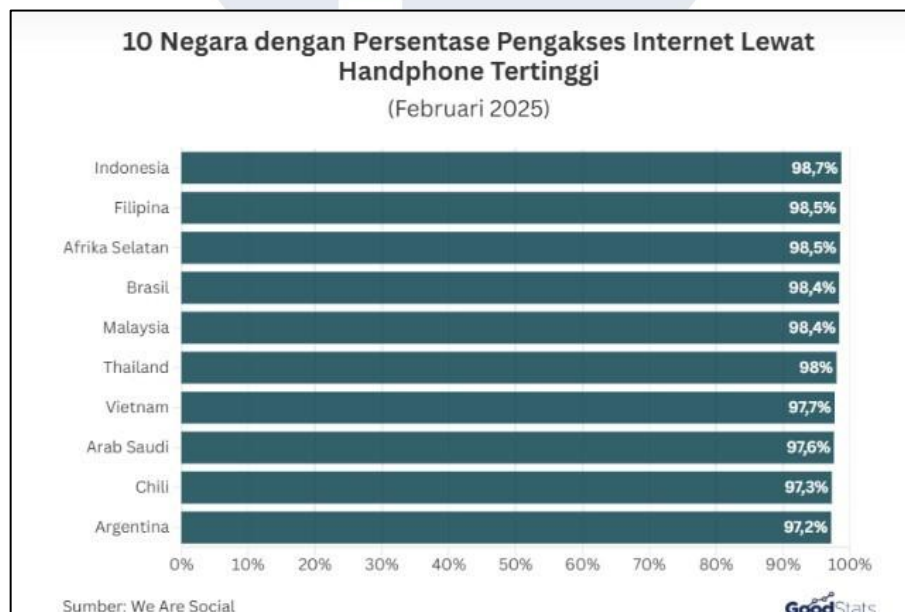 10 Negara dengan Persentase Pengakses Internet Lewat
Handphone Tertinggi
(Februari 2025)
Indonesia 98,7%
Filipina 98,5%
Afrika Selatan 98,5%
Brasil 98,4%
Malaysia 98,4%
Thailand 98%
Vietnam 97,7%
Arab Saudi 97,6%
Chili 97,3%
Argentina 97,2%
0% 10% 20% 30% 40% 50% 60% 70% 80% 90% 100%
Sumber: We Are Social
GoodStats